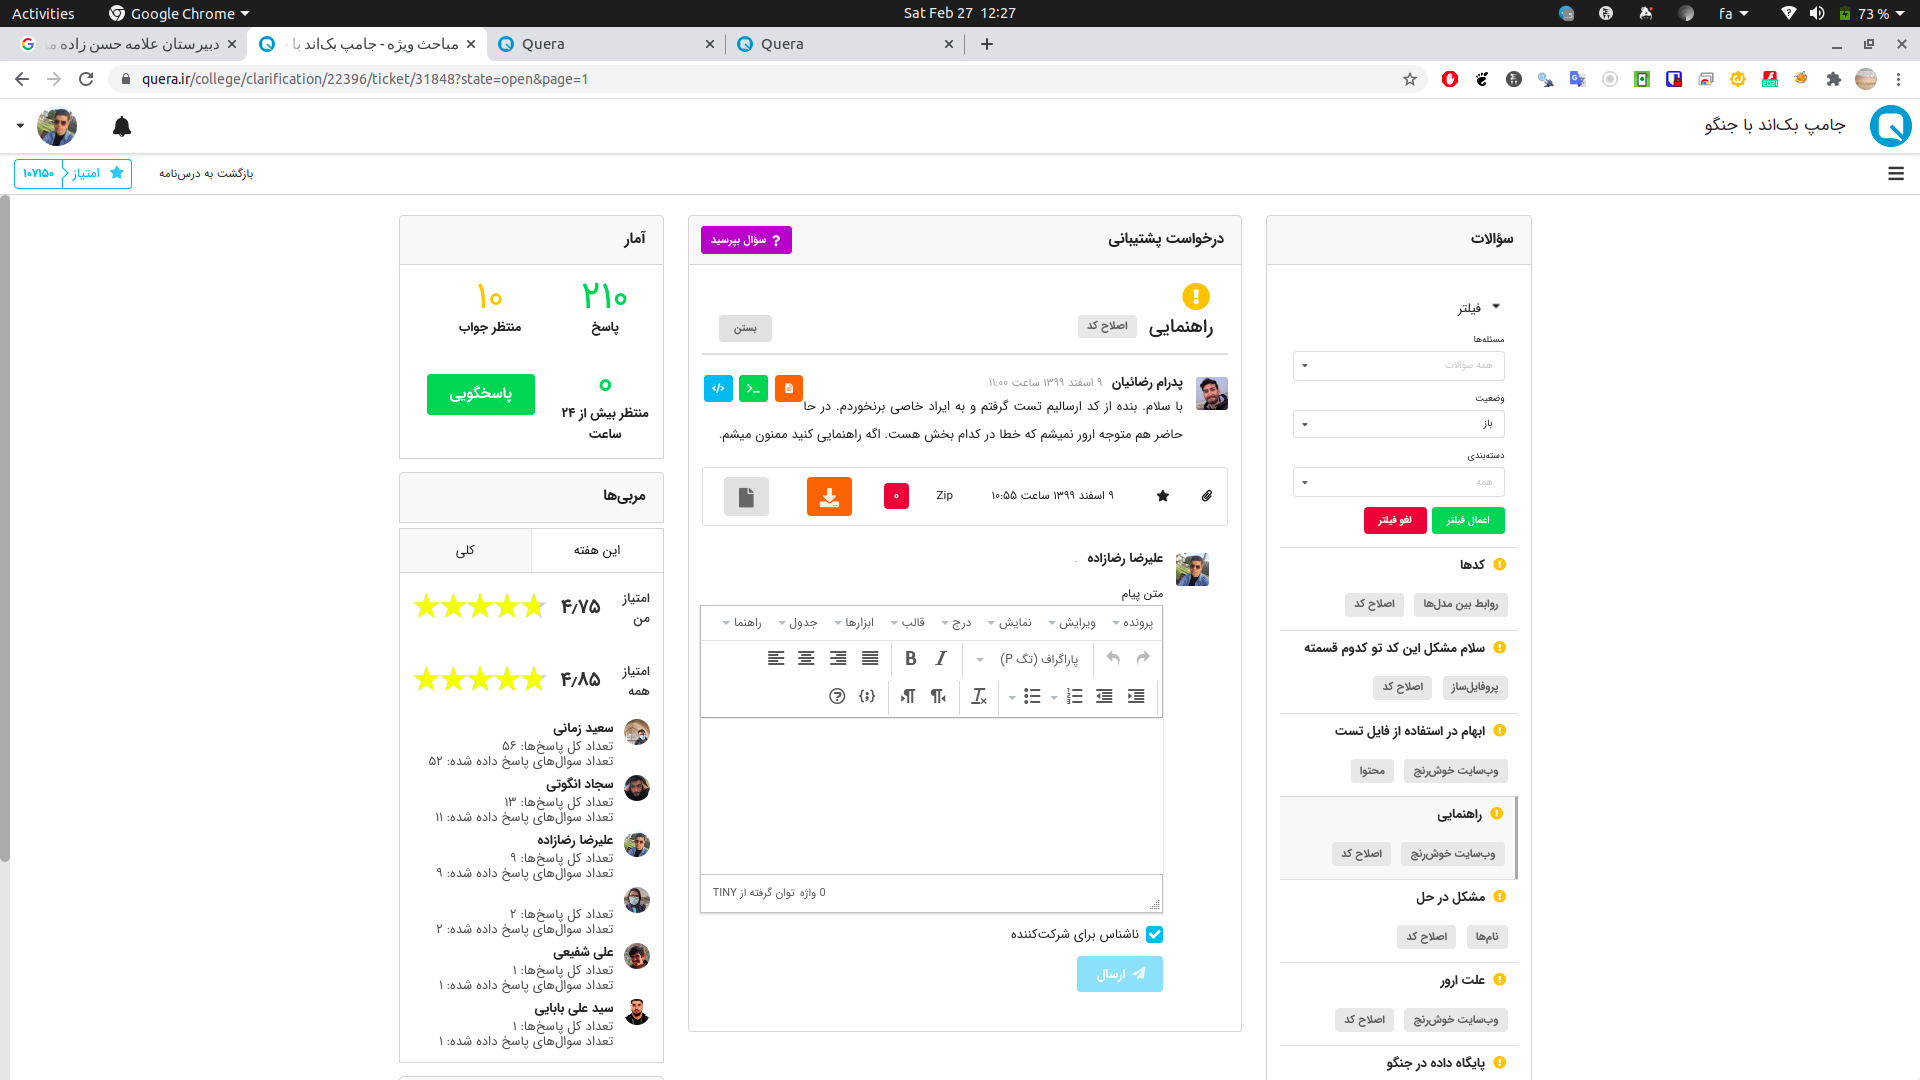 Activities
Google Chrome
Sat Feb 27 12:27
fa
73 %
دبیرستان علامه حسن زاده
مباحث ویژه - جامپ بک‌اند با
Quera
Quera
quera.ir/college/clarification/22396/ticket/31848?state=open&page=1
جامپ بک‌اند با جنگو
بازگشت به درس‌نامه
امتیاز
۱۰۷۱۵۰
سؤالات
فیلتر
مسئله‌ها
همه سؤالات
وضعیت
باز
دسته‌بندی
همه
اعمال فیلتر
لغو فیلتر
کدها
روابط بین مدل‌ها
اصلاح کد
سلام مشکل این کد تو کدوم قسمته
پروفایل‌ساز
اصلاح کد
ابهام در استفاده از فایل تست
وب‌سایت خوش‌رنج
محتوا
راهنمایی
وب‌سایت خوش‌رنج
اصلاح کد
مشکل در حل
نام‌ها
اصلاح کد
علت ارور
وب‌سایت خوش‌رنج
اصلاح کد
پایگاه داده در جنگو
درخواست پشتیبانی
? سؤال بپرسید
راهنمایی
اصلاح کد
بستن
پدرام رضائیان
۹ اسفند ۱۳۹۹ ساعت ۱۱:۰۰
با سلام. بنده از کد ارسالیم تست گرفتم و به ایراد خاصی برنخوردم. در حا
حاضر هم متوجه ارور نمیشم که خطا در کدام بخش هست. اگه راهنمایی کنید ممنون میشم.
۹ اسفند ۱۳۹۹ ساعت ۱۰:۵۵
Zip
۰
علیرضا رضازاده
.
متن پیام
پرونده
ویرایش
نمایش
درج
قالب
ابزارها
جدول
راهنما
پاراگراف (تگ P)
B
I
0 واژه
توان گرفته از TINY
ناشناس برای شرکت‌کننده
ارسال
آمار
۲۱۰
پاسخ
۱۰
منتظر جواب
۰
منتظر بیش از ۲۴
ساعت
پاسخگویی
مربی‌ها
این هفته
کلی
امتیاز
من
۴٫۷۵
امتیاز
همه
۴٫۸۵
سعید زمانی
تعداد کل پاسخ‌ها: ۵۶
تعداد سوال‌های پاسخ داده شده: ۵۲
سجاد انگوتی
تعداد کل پاسخ‌ها: ۱۳
تعداد سوال‌های پاسخ داده شده: ۱۱
علیرضا رضازاده
تعداد کل پاسخ‌ها: ۹
تعداد سوال‌های پاسخ داده شده: ۹
تعداد کل پاسخ‌ها: ۲
تعداد سوال‌های پاسخ داده شده: ۲
علی شفیعی
تعداد کل پاسخ‌ها: ۱
تعداد سوال‌های پاسخ داده شده: ۱
سید علی بابایی
تعداد کل پاسخ‌ها: ۱
تعداد سوال‌های پاسخ داده شده: ۱